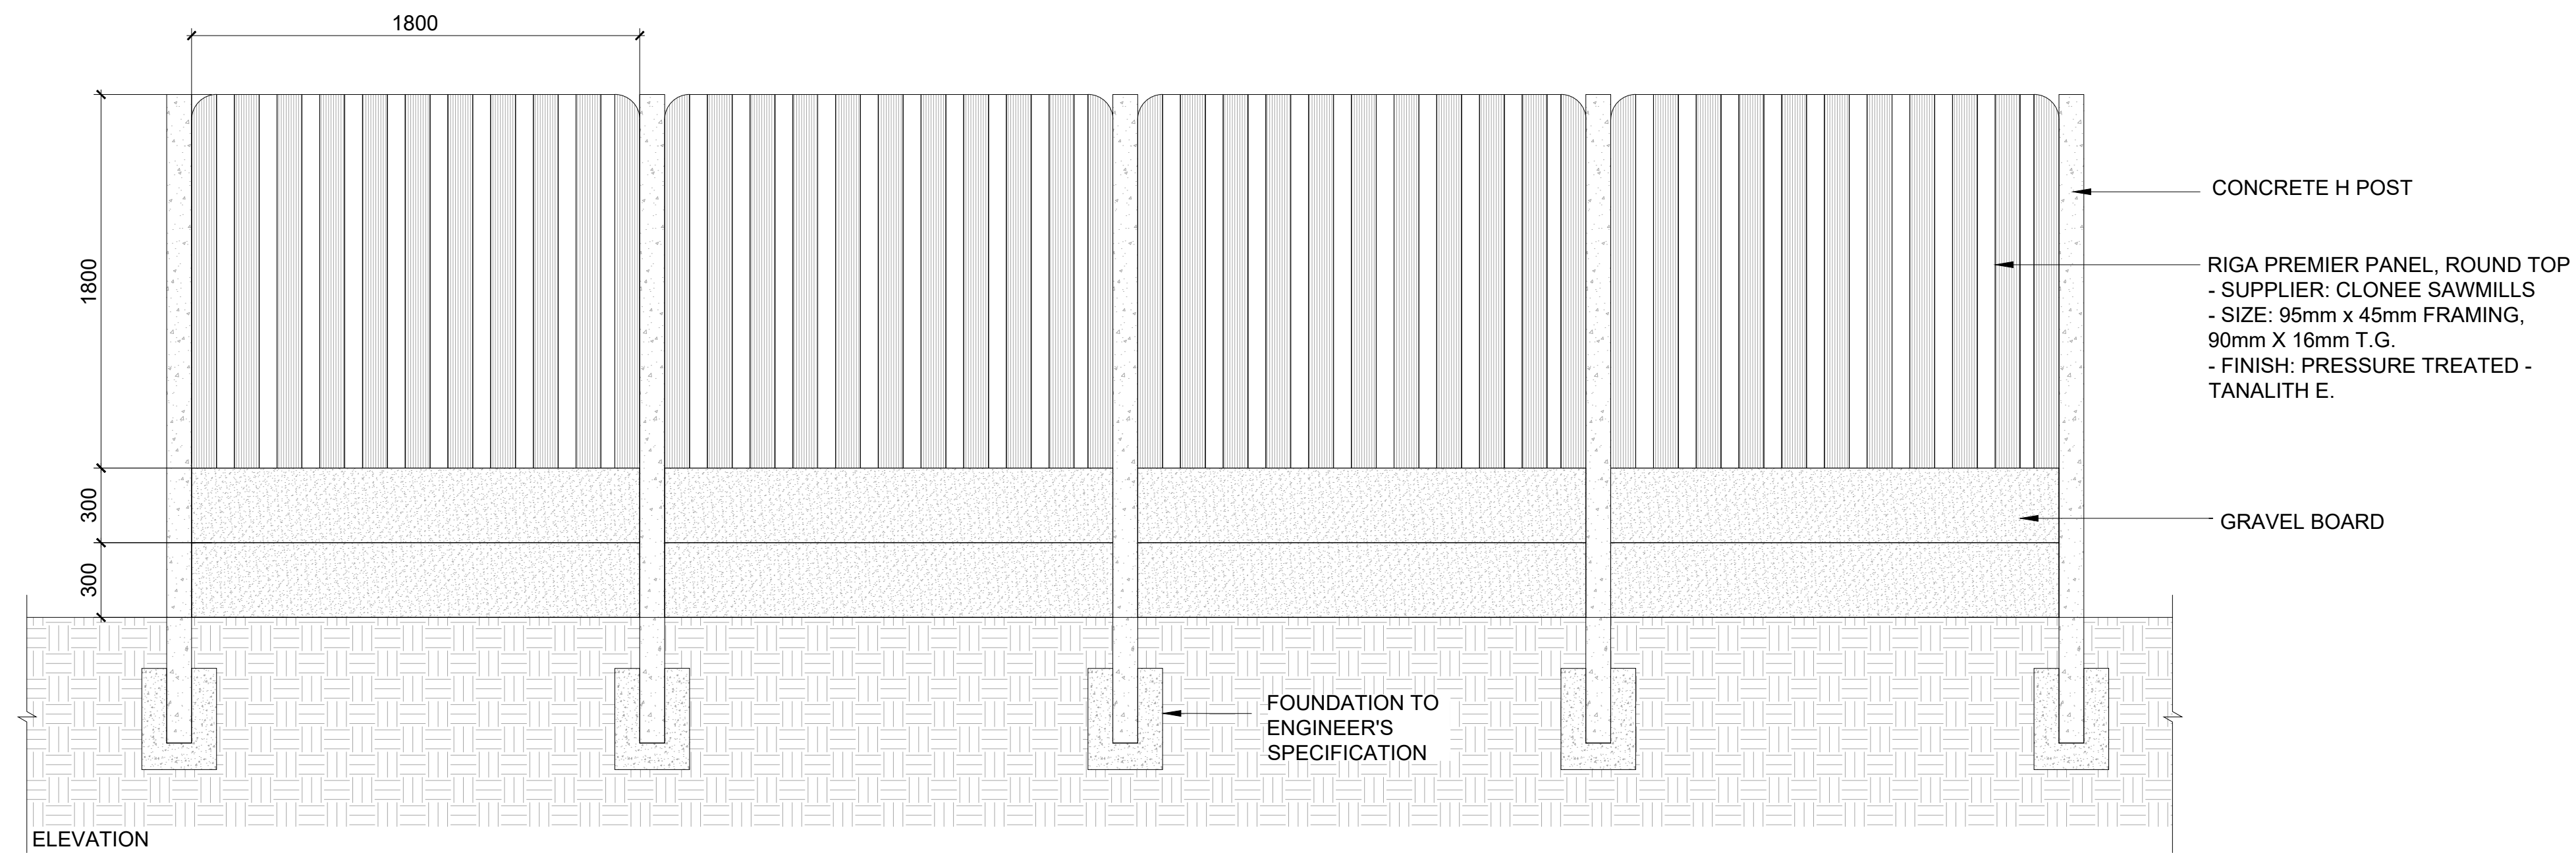 1800
1800
300
300
CONCRETE H POST
RIGA PREMIER PANEL, ROUND TOP
- SUPPLIER: CLONEE SAWMILLS
- SIZE: 95mm x 45mm FRAMING,
90mm X 16mm T.G.
- FINISH: PRESSURE TREATED -
TANALITH E.
GRAVEL BOARD
FOUNDATION TO
ENGINEER'S
SPECIFICATION
ELEVATION